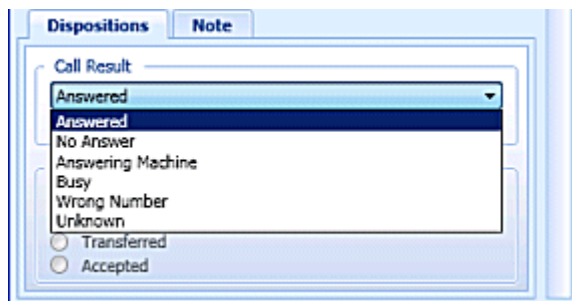 Dispositions Note
Call Result
Answered
Answered
No Answer
Answering Machine
Busy
Wrong Number
Unknown
Transferred
Accepted